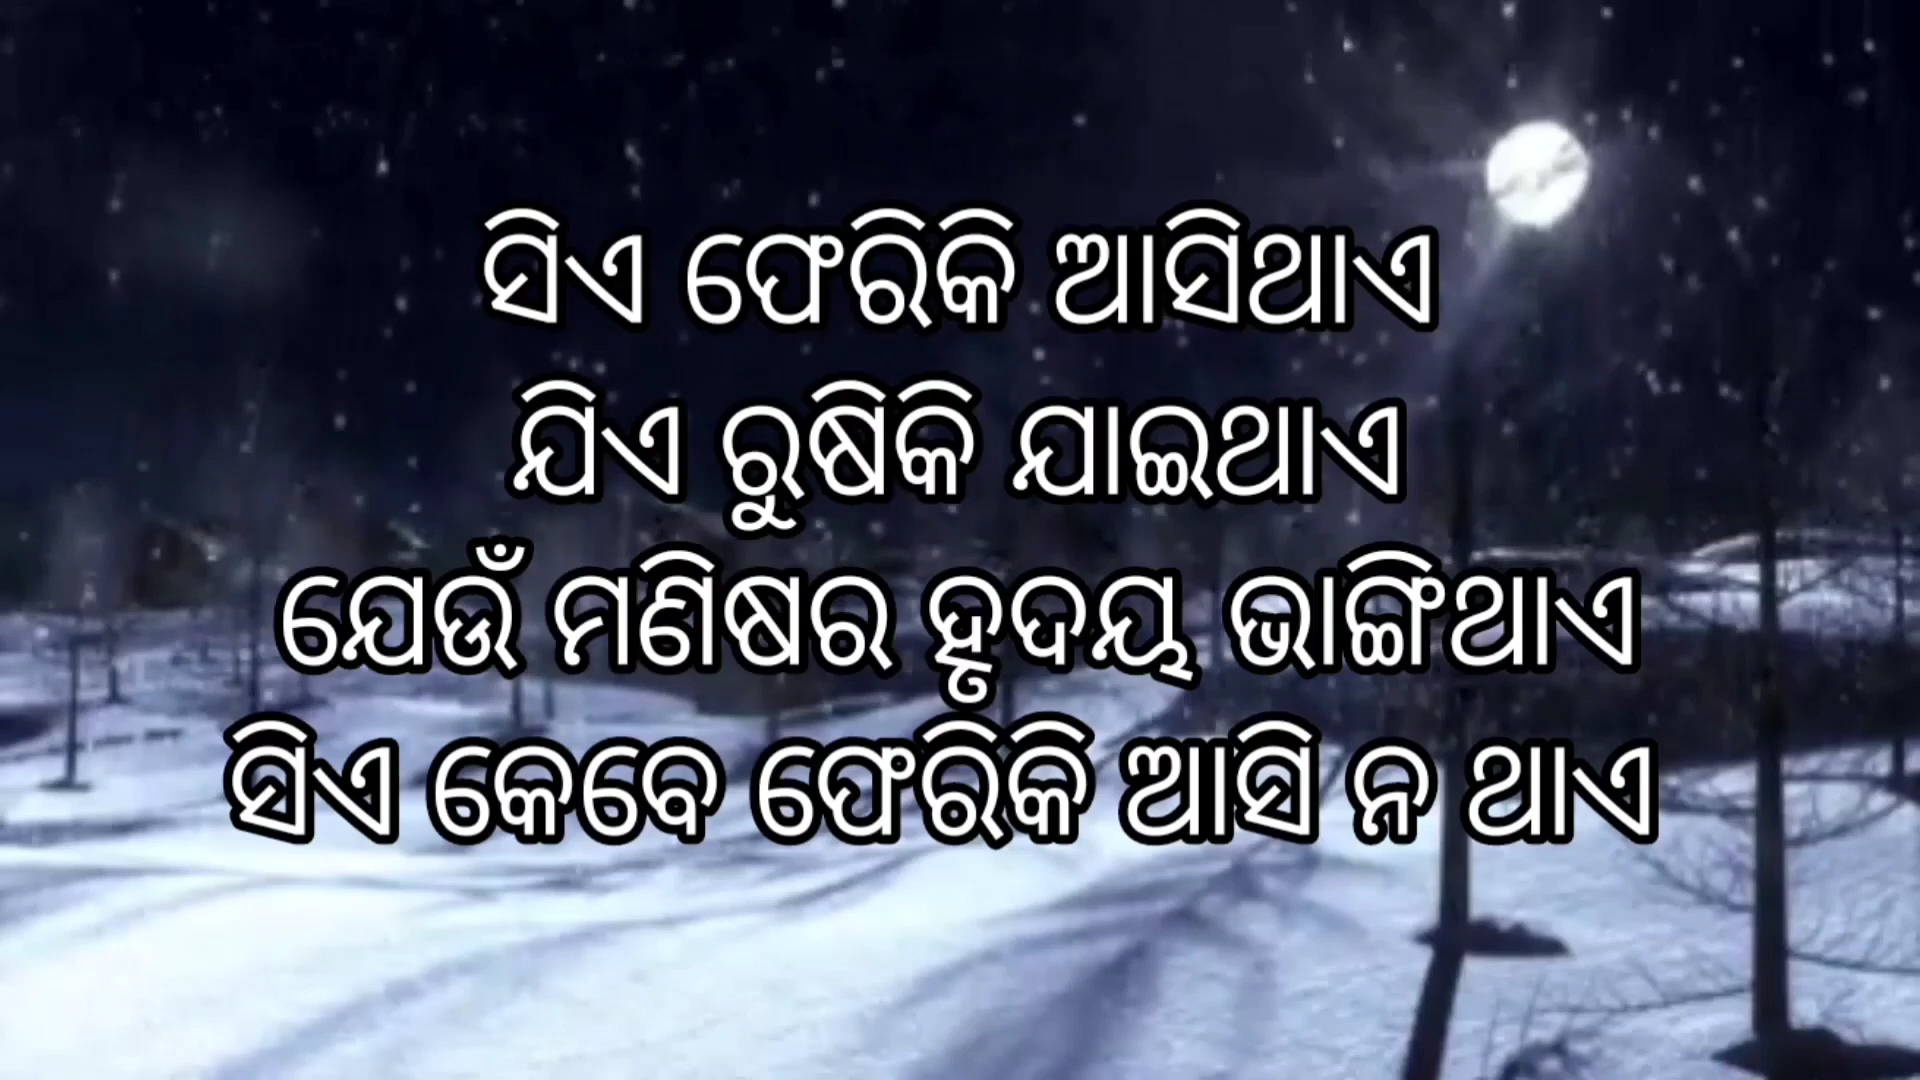 ସିଏ ଫେରିକି ଆସିଥାଏ
ଯିଏ ରୁଷିକି ଯାଇଥାଏ
ଯେଉଁ ମଣିଷର ହୃଦୟ ଭାଙ୍ଗିଥାଏ
ସିଏ କେବେ ଫେରିକି ଆସି ନ ଥାଏ